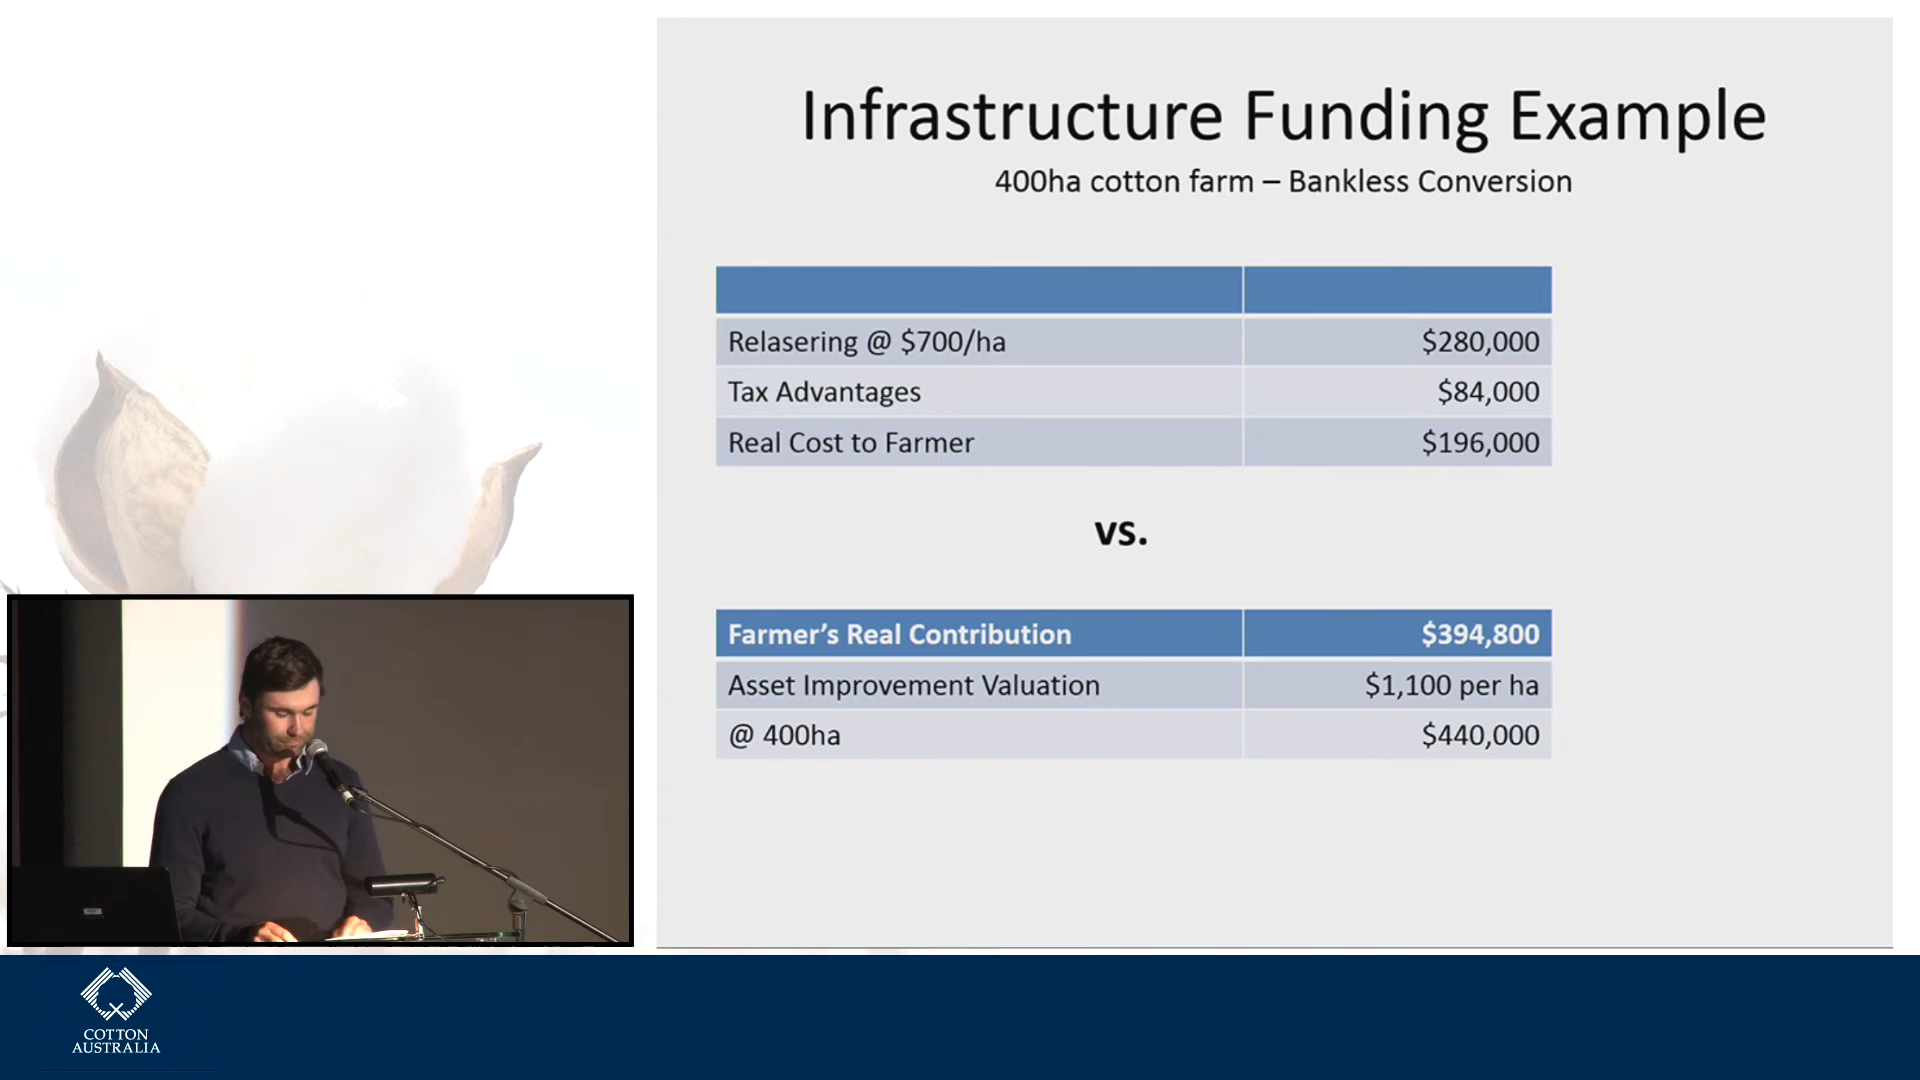 Infrastructure Funding Example
400ha cotton farm – Bankless Conversion
Relasering @ $700/ha $280,000
Tax Advantages $84,000
Real Cost to Farmer $196,000
vs.
Farmer’s Real Contribution $394,800
Asset Improvement Valuation $1,100 per ha
@ 400ha $440,000
COTTON
AUSTRALIA